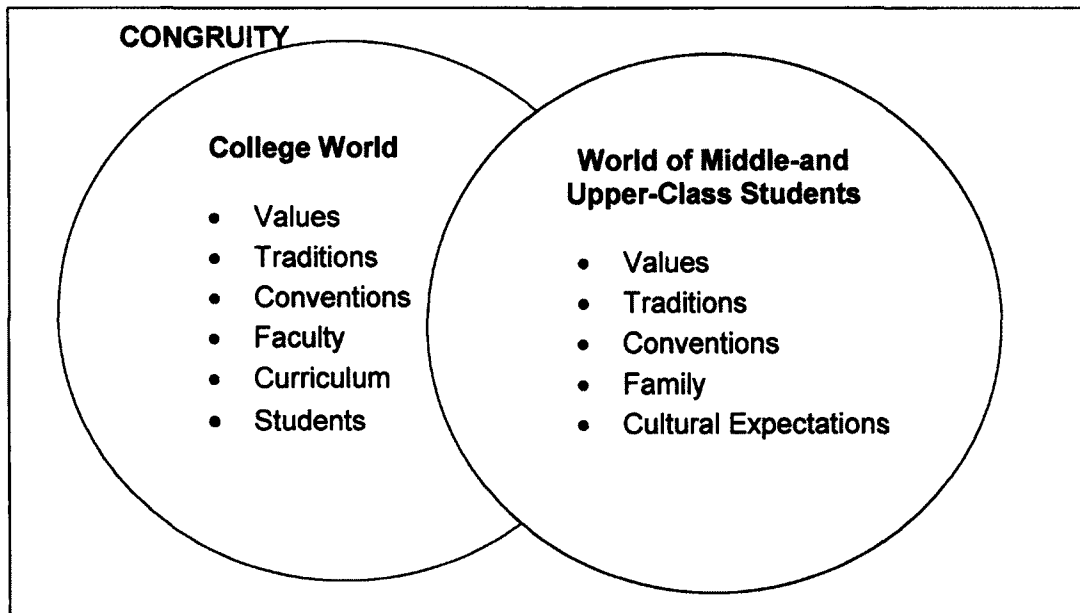 CONGRUITY
College World
• Values
• Traditions
• Conventions
• Faculty
• Curriculum
• Students
World of Middle-and
Upper-Class Students
• Values
• Traditions
• Conventions
• Family
• Cultural Expectations